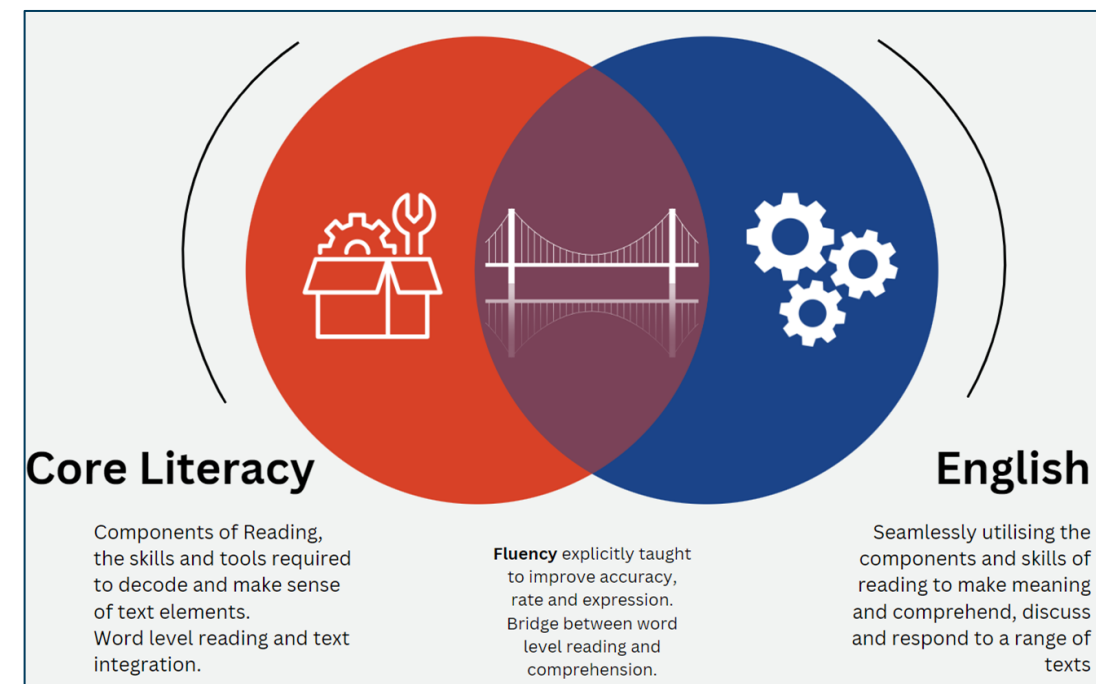 Core Literacy
Components of Reading,
the skills and tools required
to decode and make sense
of text elements.
Word level reading and text
integration.
Fluency explicitly taught
to improve accuracy,
rate and expression.
Bridge between word
level reading and
comprehension.
English
Seamlessly utilising the
components and skills of
reading to make meaning
and comprehend, discuss
and respond to a range of
texts